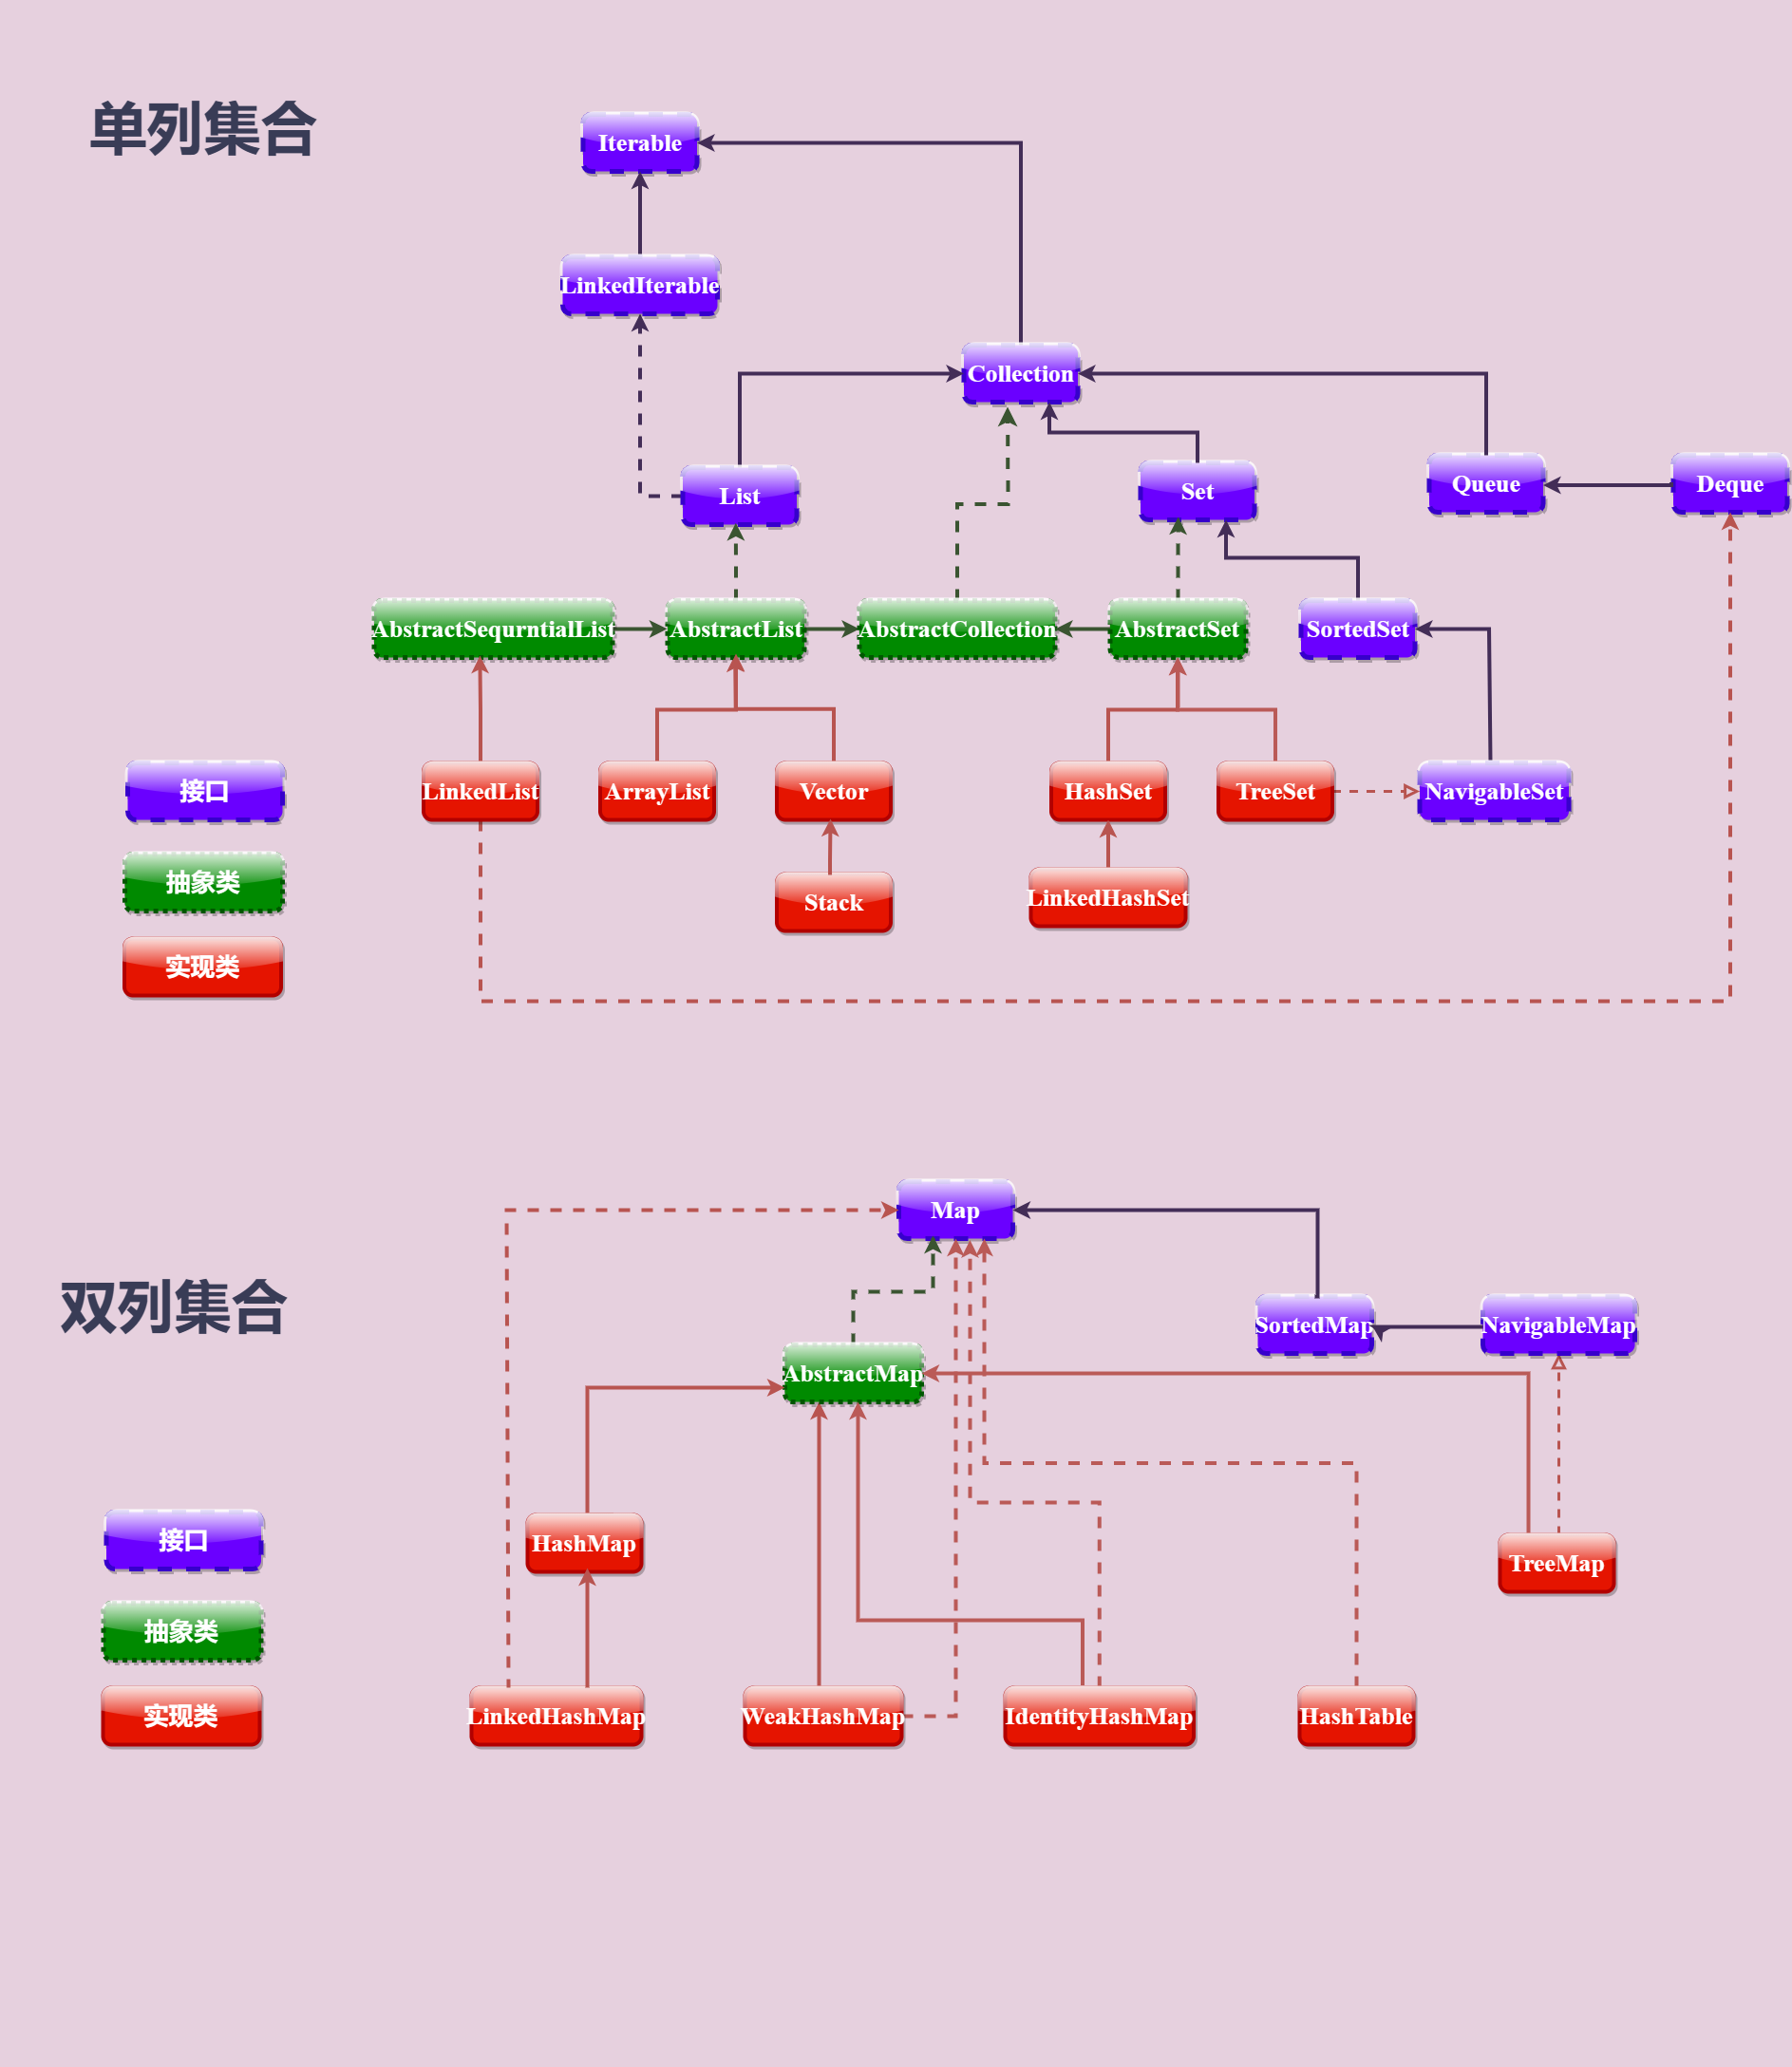 单列集合
Iterable
LinkedIterable
Collection
List
Set
Queue
Deque
AbstractSequrntialList
AbstractList
AbstractCollection
AbstractSet
SortedSet
接口
LinkedList
ArrayList
Vector
HashSet
TreeSet
NavigableSet
抽象类
Stack
LinkedHashSet
实现类
Map
双列集合
SortedMap
NavigableMap
AbstractMap
接口
HashMap
TreeMap
抽象类
实现类
LinkedHashMap
WeakHashMap
IdentityHashMap
HashTable